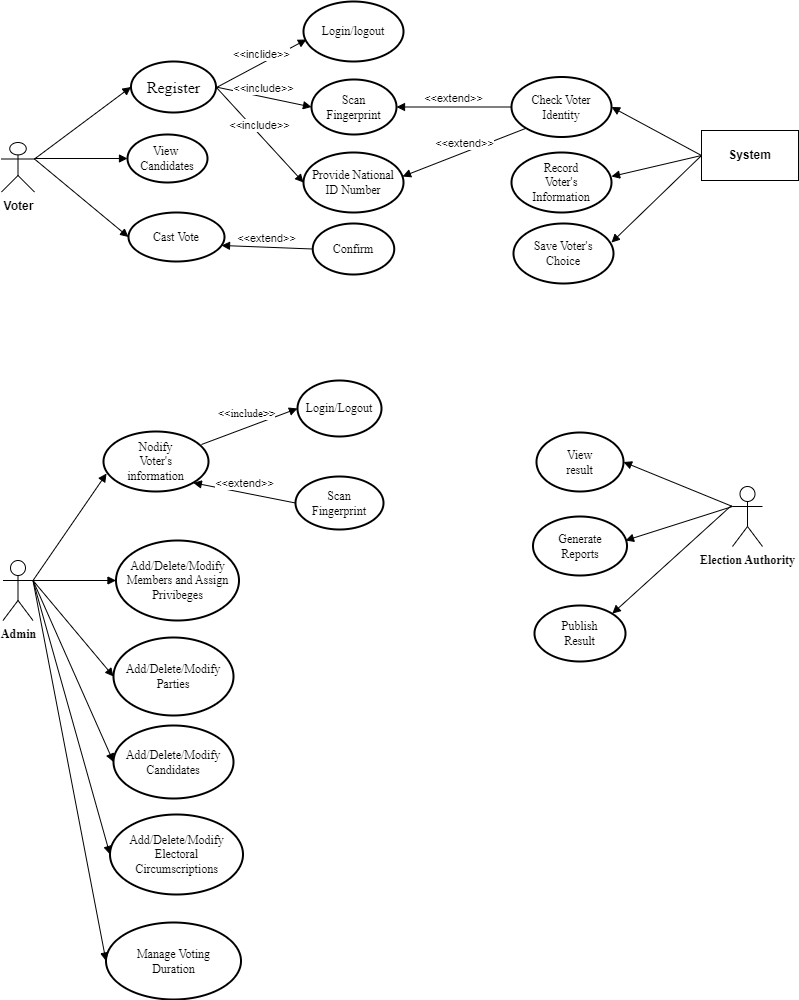 Login/logout
<<inclide>>
Register
<<include>>
Scan
Fingerprint
<<extend>>
Check Voter
Identity
<<include>>
<<extend>>
View
Candidates
System
Provide National
ID Number
Record
Voter's
Information
Voter
Cast Vote
<<extend>>
Confirm
Save Voter's
Choice
Login/Logout
<<include>>
Nodify
Voter's
information
<<extend>>
Scan
Fingerprint
View
result
Generate
Reports
Election Authority
Publish
Result
Add/Delete/Modify
Members and Assign
Privibeges
Admin
Add/Delete/Modify
Parties
Add/Delete/Modify
Candidates
Add/Delete/Modify
Electoral
Circumscriptions
Manage Voting
Duration